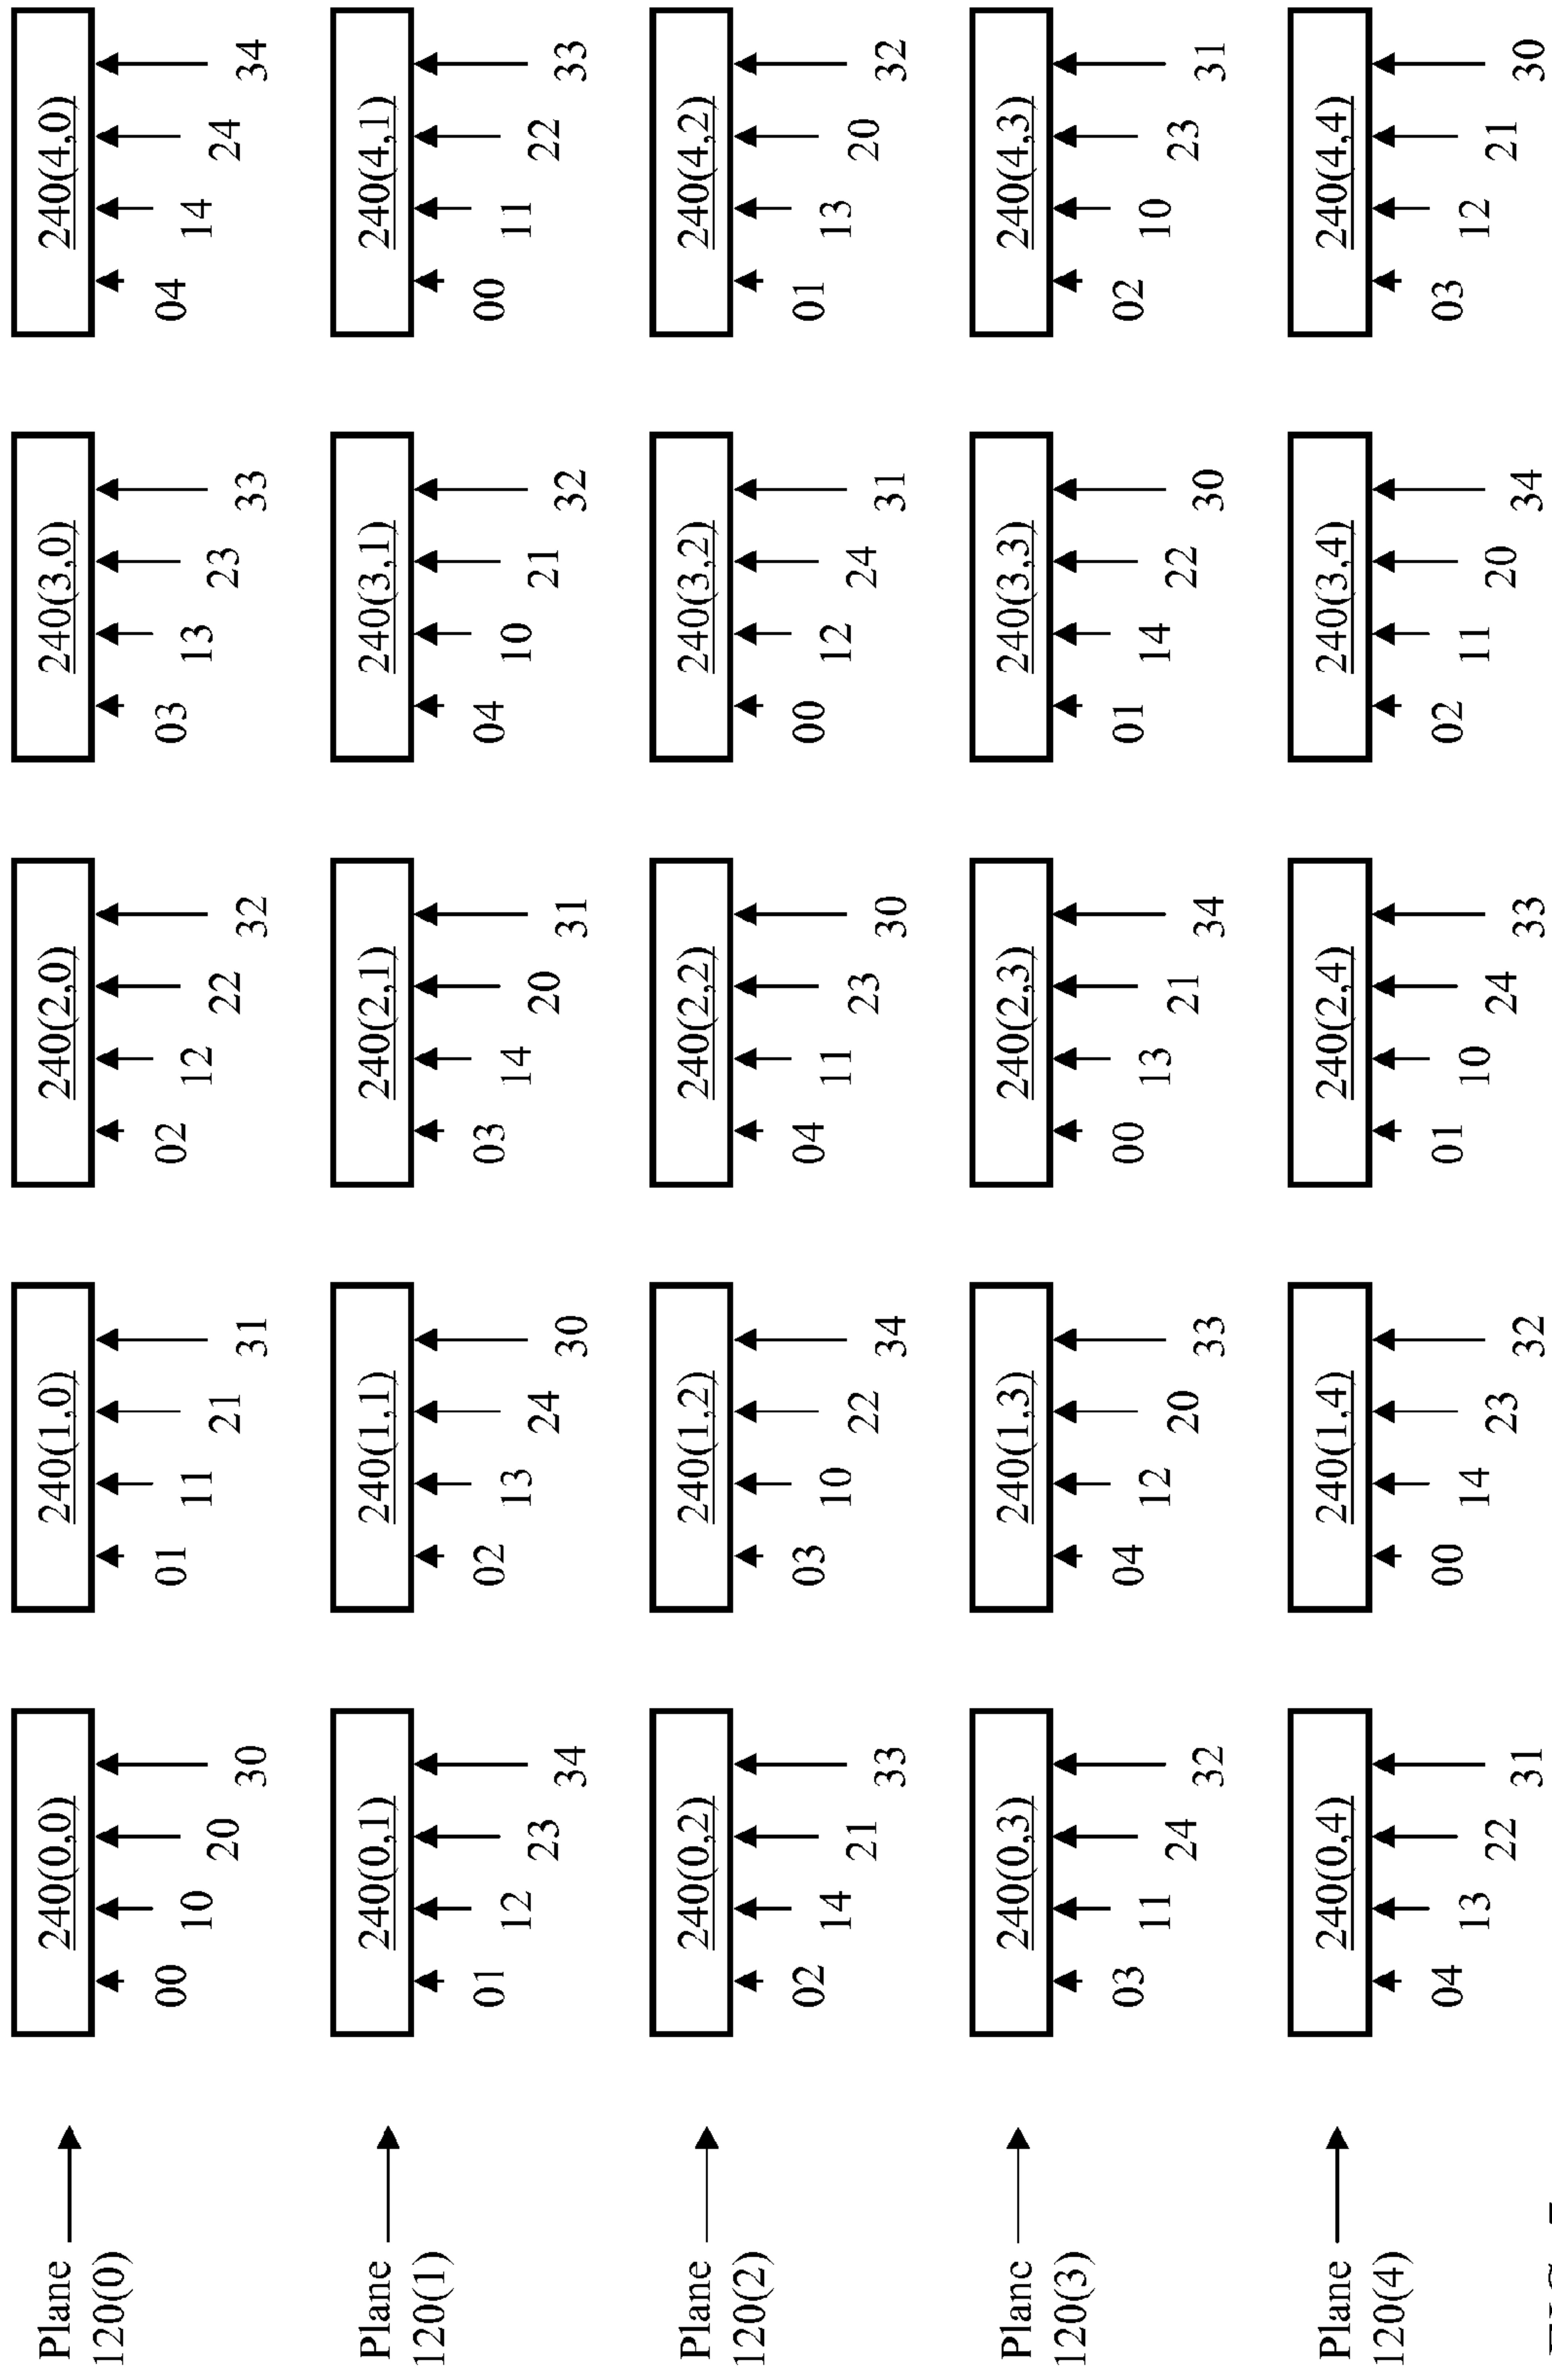 Plane 240(0,0) 240(1,0) 240(2,0) 240(3,0) 240(4,0)
120(0)
00 01 02 03 04
10 11 12 13 14
20 21 22 23 24
30 31 32 33 34
Plane 240(0,1) 240(1,1) 240(2,1) 240(3,1) 240(4,1)
120(1)
01 02 03 04 00
12 13 14 10 11
23 24 20 21 22
34 30 31 32 33
Plane 240(0,2) 240(1,2) 240(2,2) 240(3,2) 240(4,2)
120(2)
02 03 04 00 01
14 10 11 12 13
21 22 23 24 20
33 34 30 31 32
Planc 240(0,3) 240(1,3) 240(2,3) 240(3,3) 240(4,3)
120(3)
03 04 00 01 02
11 12 13 14 10
24 20 21 22 23
32 33 34 30 31
Plane 240(0,4) 240(1,4) 240(2,4) 240(3,4) 240(4,4)
120(4)
04 00 01 02 03
13 14 10 11 12
22 23 24 20 21
31 32 33 34 30